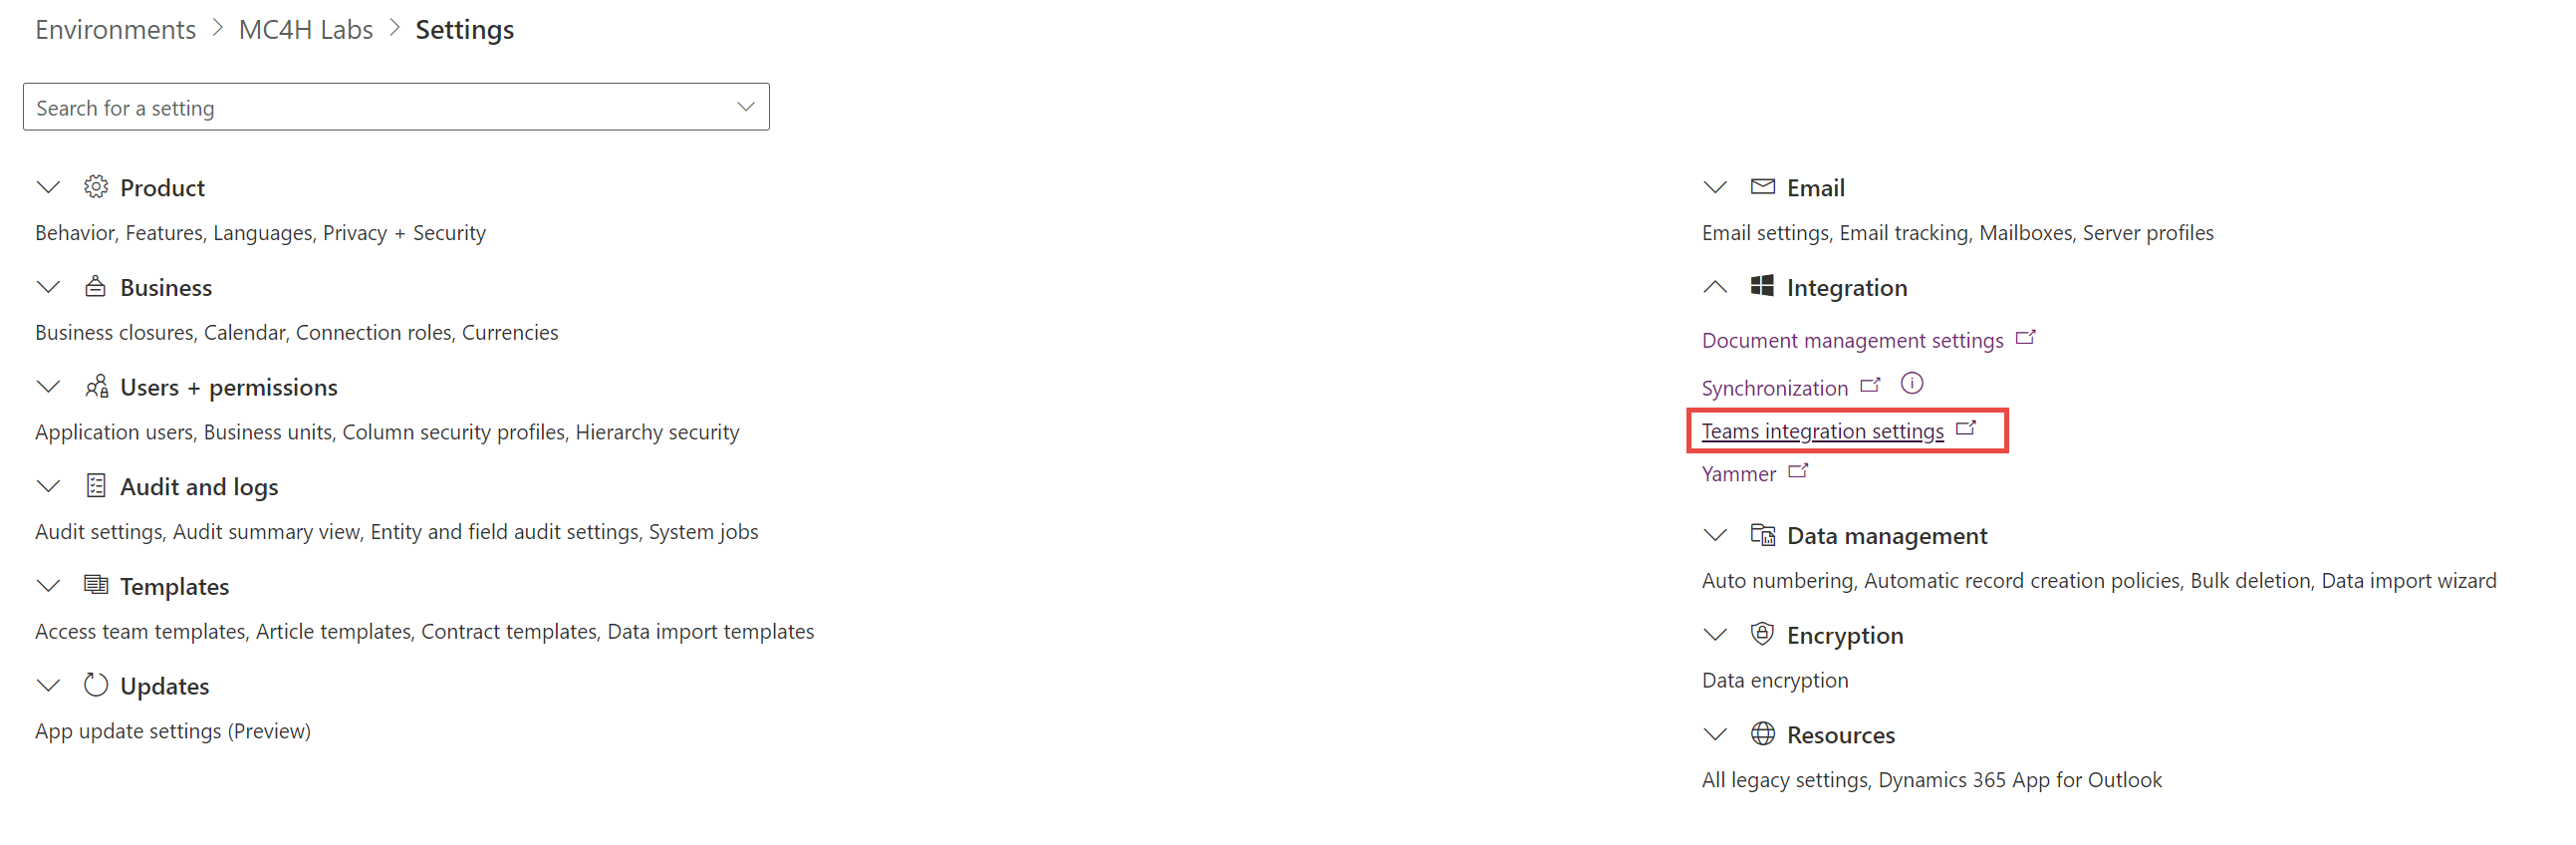 Environments > MC4H Labs > Settings
Search for a setting
Product
Behavior, Features, Languages, Privacy + Security
Business
Business closures, Calendar, Connection roles, Currencies
Users + permissions
Application users, Business units, Column security profiles, Hierarchy security
Audit and logs
Audit settings, Audit summary view, Entity and field audit settings, System jobs
Templates
Access team templates, Article templates, Contract templates, Data import templates
Updates
App update settings (Preview)
Email
Email settings, Email tracking, Mailboxes, Server profiles
Integration
Document management settings
Synchronization
Teams integration settings
Yammer
Data management
Auto numbering, Automatic record creation policies, Bulk deletion, Data import wizard
Encryption
Data encryption
Resources
All legacy settings, Dynamics 365 App for Outlook